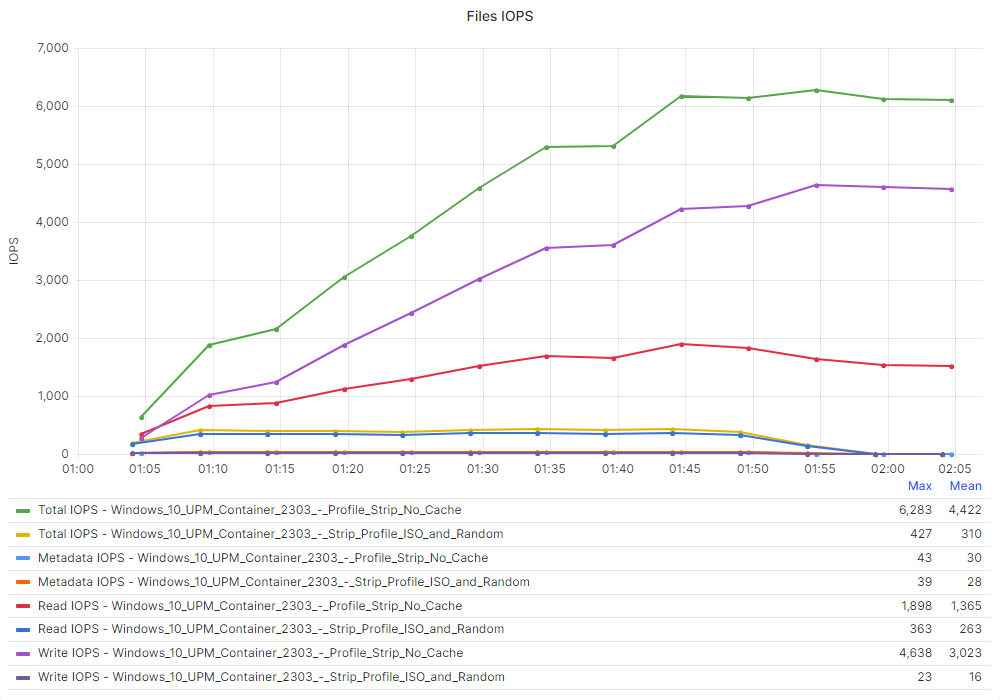 Files IOPS
7,000
6,000
5,000
4,000
3,000
2,000
1,000
0
IOPS
01:00 01:05 01:10 01:15 01:20 01:25 01:30 01:35 01:40 01:45 01:50 01:55 02:00 02:05
Max Mean
Total IOPS - Windows_10_UPM_Container_2303_-_Profile_Strip_No_Cache 6,283 4,422
Total IOPS - Windows_10_UPM_Container_2303_-_Strip_Profile_ISO_and_Random 427 310
Metadata IOPS - Windows_10_UPM_Container_2303_-_Profile_Strip_No_Cache 43 30
Metadata IOPS - Windows_10_UPM_Container_2303_-_Strip_Profile_ISO_and_Random 39 28
Read IOPS - Windows_10_UPM_Container_2303_-_Profile_Strip_No_Cache 1,898 1,365
Read IOPS - Windows_10_UPM_Container_2303_-_Strip_Profile_ISO_and_Random 363 263
Write IOPS - Windows_10_UPM_Container_2303_-_Profile_Strip_No_Cache 4,638 3,023
Write IOPS - Windows_10_UPM_Container_2303_-_Strip_Profile_ISO_and_Random 23 16